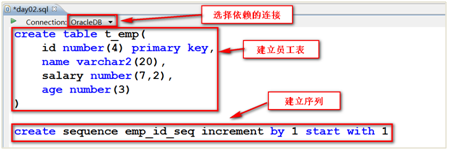 *day02.sql
选择依赖的连接
Connection: OracleDB
create table t_emp(
id number(4) primary key,
name varchar2(20),
salary number(7,2),
age number(3)
)
建立员工表
建立序列
create sequence emp_id_seq increment by 1 start with 1